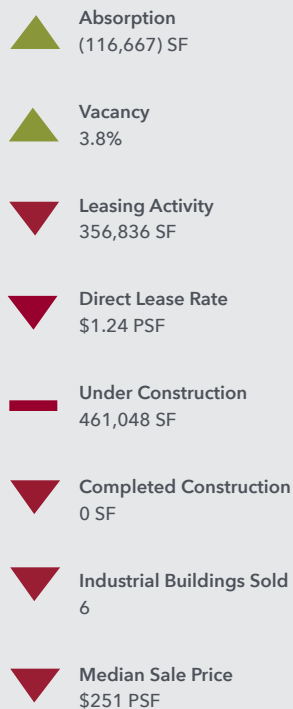 Absorption
(116,667) SF
Vacancy
3.8%
Leasing Activity
356,836 SF
Direct Lease Rate
$1.24 PSF
Under Construction
461,048 SF
Completed Construction
0 SF
Industrial Buildings Sold
6
Median Sale Price
$251 PSF